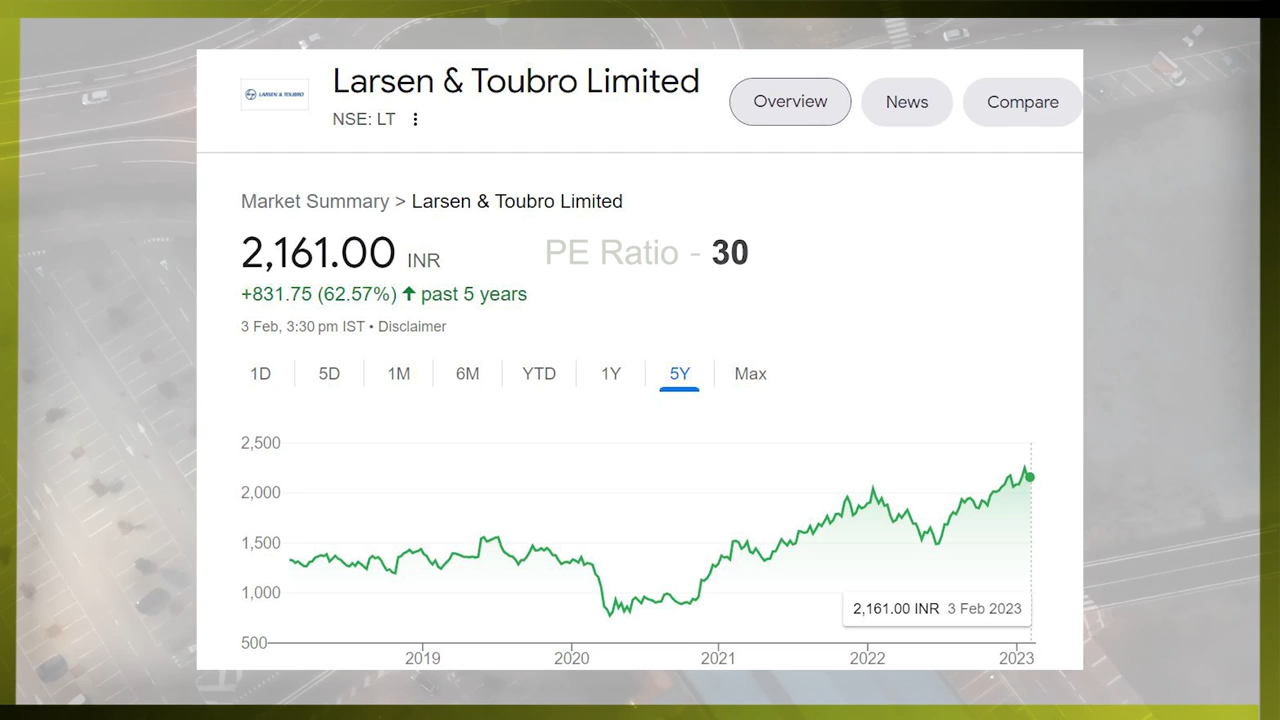 LARSEN & TOUBRO
Larsen & Toubro Limited
NSE: LT
Overview
News
Compare
Market Summary > Larsen & Toubro Limited
2,161.00 INR
PE Ratio - 30
+831.75 (62.57%) ↑ past 5 years
3 Feb, 3:30 pm IST • Disclaimer
1D 5D 1M 6M YTD 1Y 5Y Max
2,500
2,000
1,500
1,000
500
2,161.00 INR 3 Feb 2023
2019 2020 2021 2022 2023